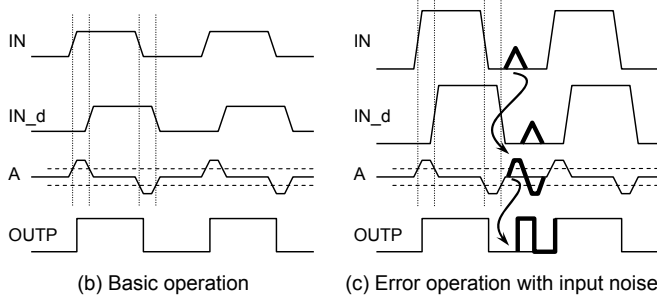 IN
IN_d
A
OUTP
(b) Basic operation
IN
IN_d
A
OUTP
(c) Error operation with input noise